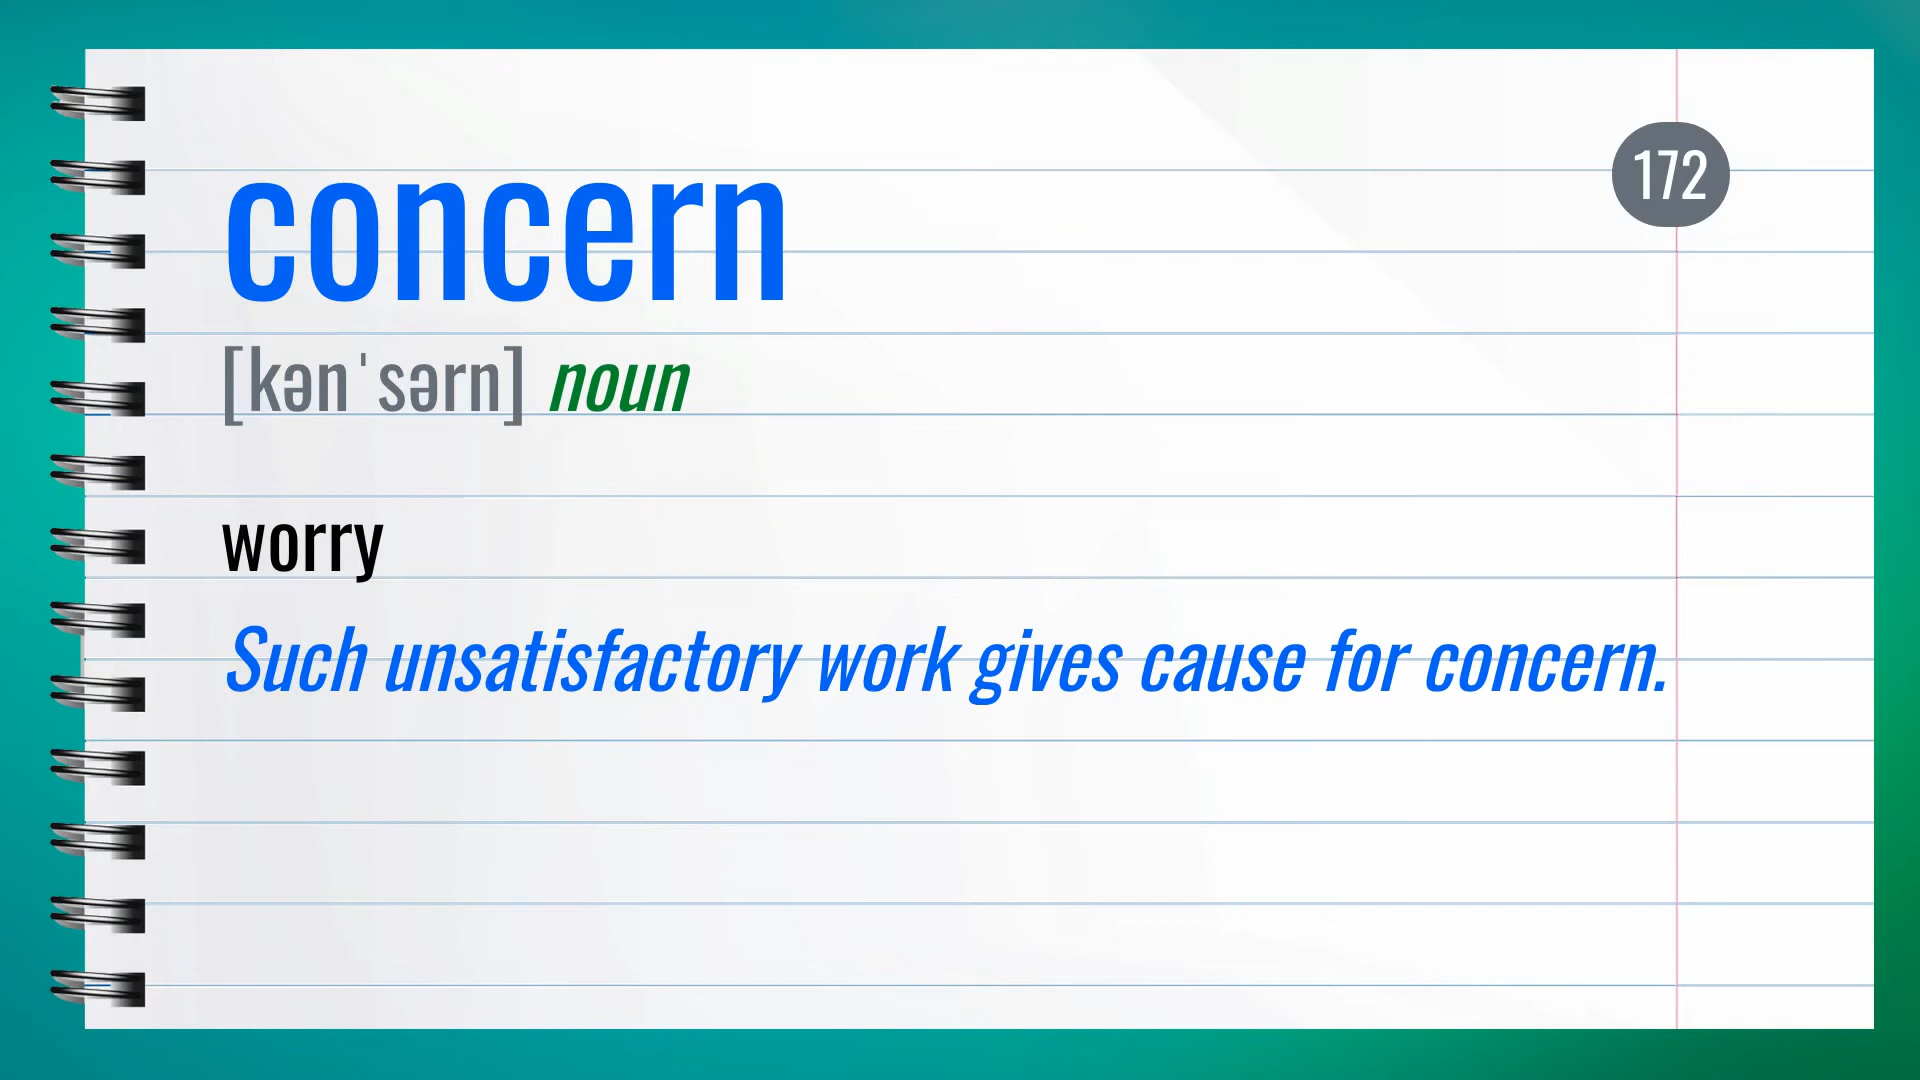 concern
172
[kənˈsərn] noun
worry
Such unsatisfactory work gives cause for concern.